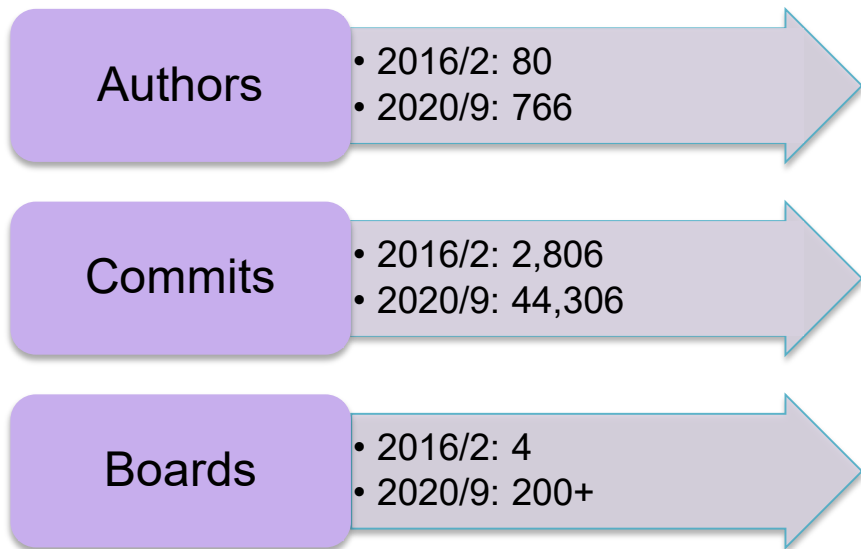 Authors
• 2016/2: 80
• 2020/9: 766
Commits
• 2016/2: 2,806
• 2020/9: 44,306
Boards
• 2016/2: 4
• 2020/9: 200+